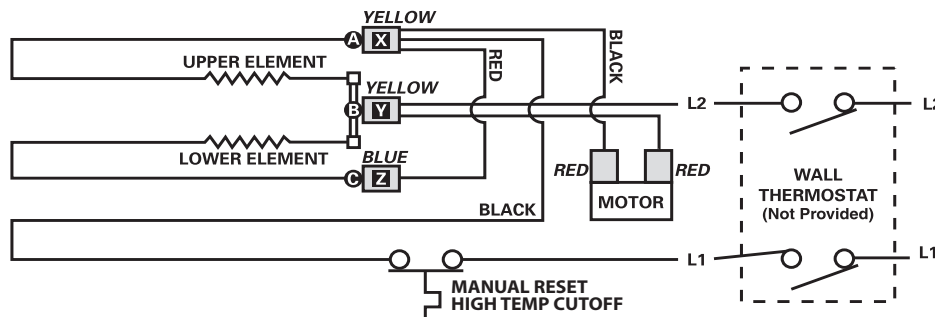 YELLOW
A X
UPPER ELEMENT
RED
BLACK
YELLOW
B Y
L2
L2
LOWER ELEMENT
BLUE
C Z
RED
RED
MOTOR
WALL
THERMOSTAT
(Not Provided)
BLACK
L1
L1
MANUAL RESET
HIGH TEMP CUTOFF